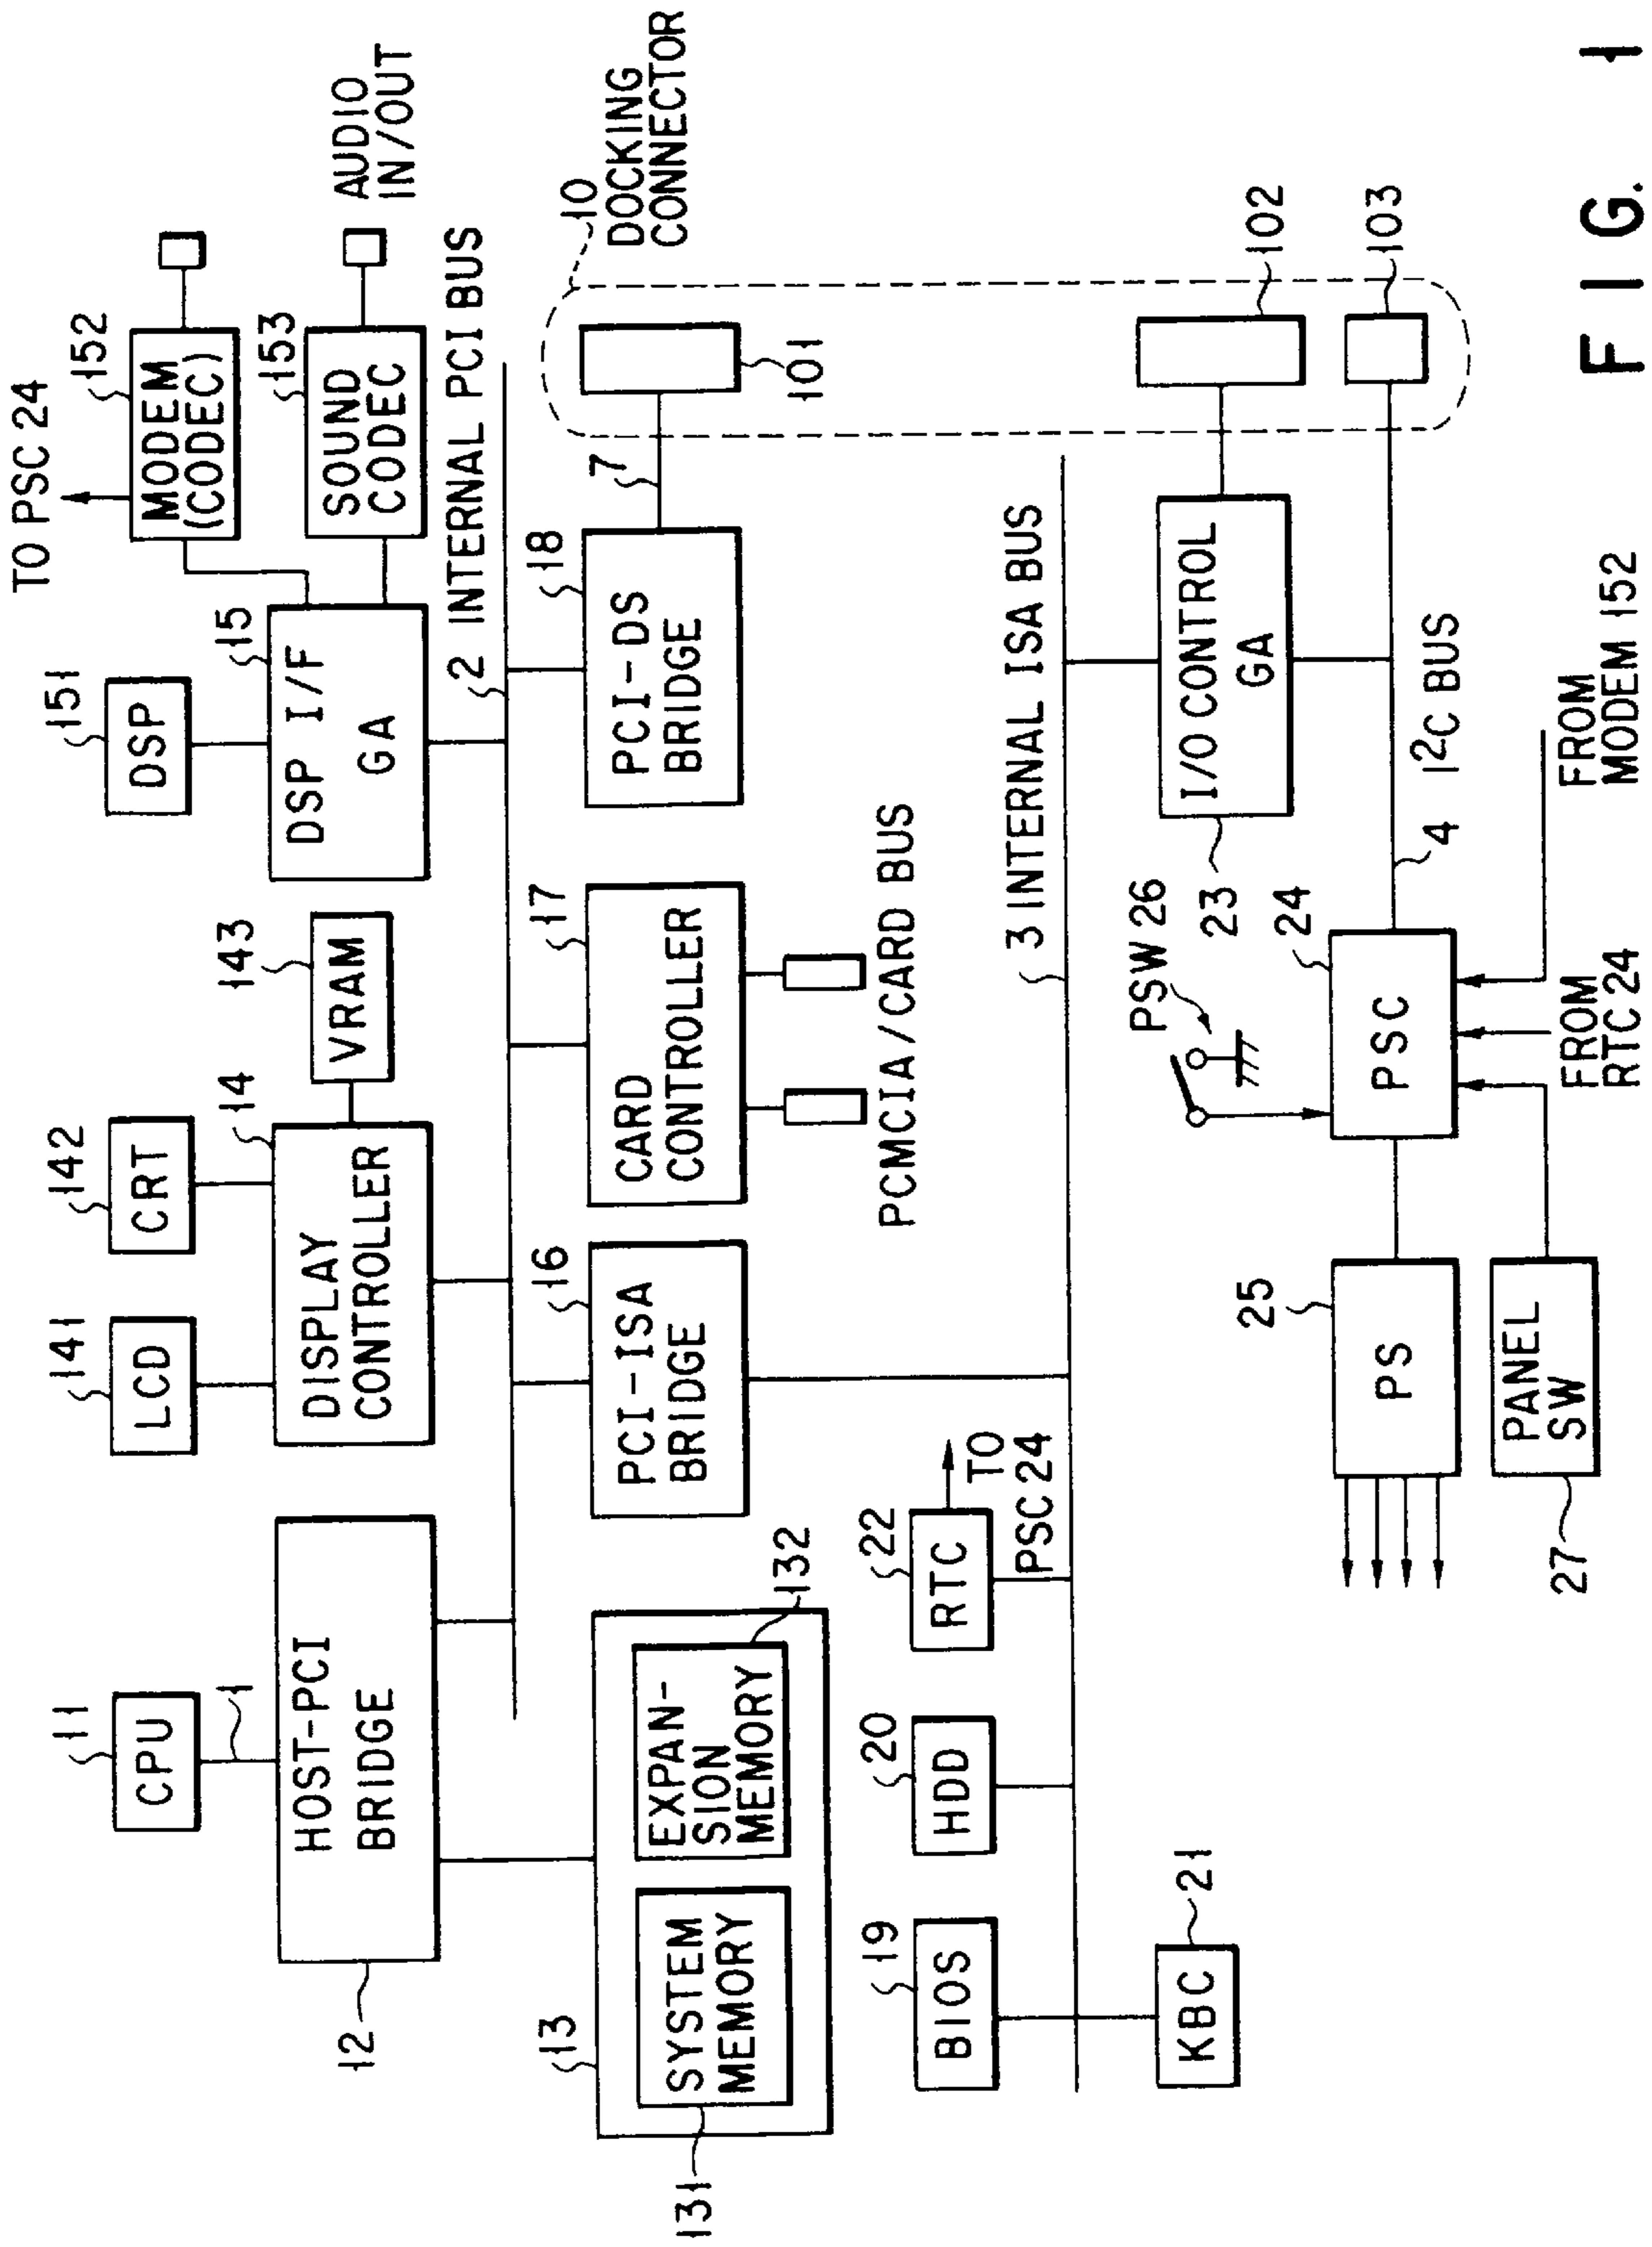 TO PSC 24
151
152
11
141
142
DSP
MODEM
(CODEC)
CPU
LCD
CRT
1
14
143
15
153
AUDIO
IN/OUT
HOST-PCI
BRIDGE
DISPLAY
CONTROLLER
VRAM
DSP I/F
GA
SOUND
CODEC
12
2 INTERNAL PCI BUS
13
16
17
18
7
10
DOCKING
CONNECTOR
SYSTEM
MEMORY
EXPAN-
SION
MEMORY
PCI-ISA
BRIDGE
CARD
CONTROLLER
PCI-DS
BRIDGE
131
132
101
PCMCIA/CARD BUS
19
20
22
BIOS
HDD
RTC
TO
PSC24
3 INTERNAL ISA BUS
KBC
21
PSW 26
23
I/O CONTROL
GA
102
25
24
PS
PSC
4
I2C BUS
103
PANEL
SW
27
FROM
RTC 24
FROM
MODEM 152
FIG. 1